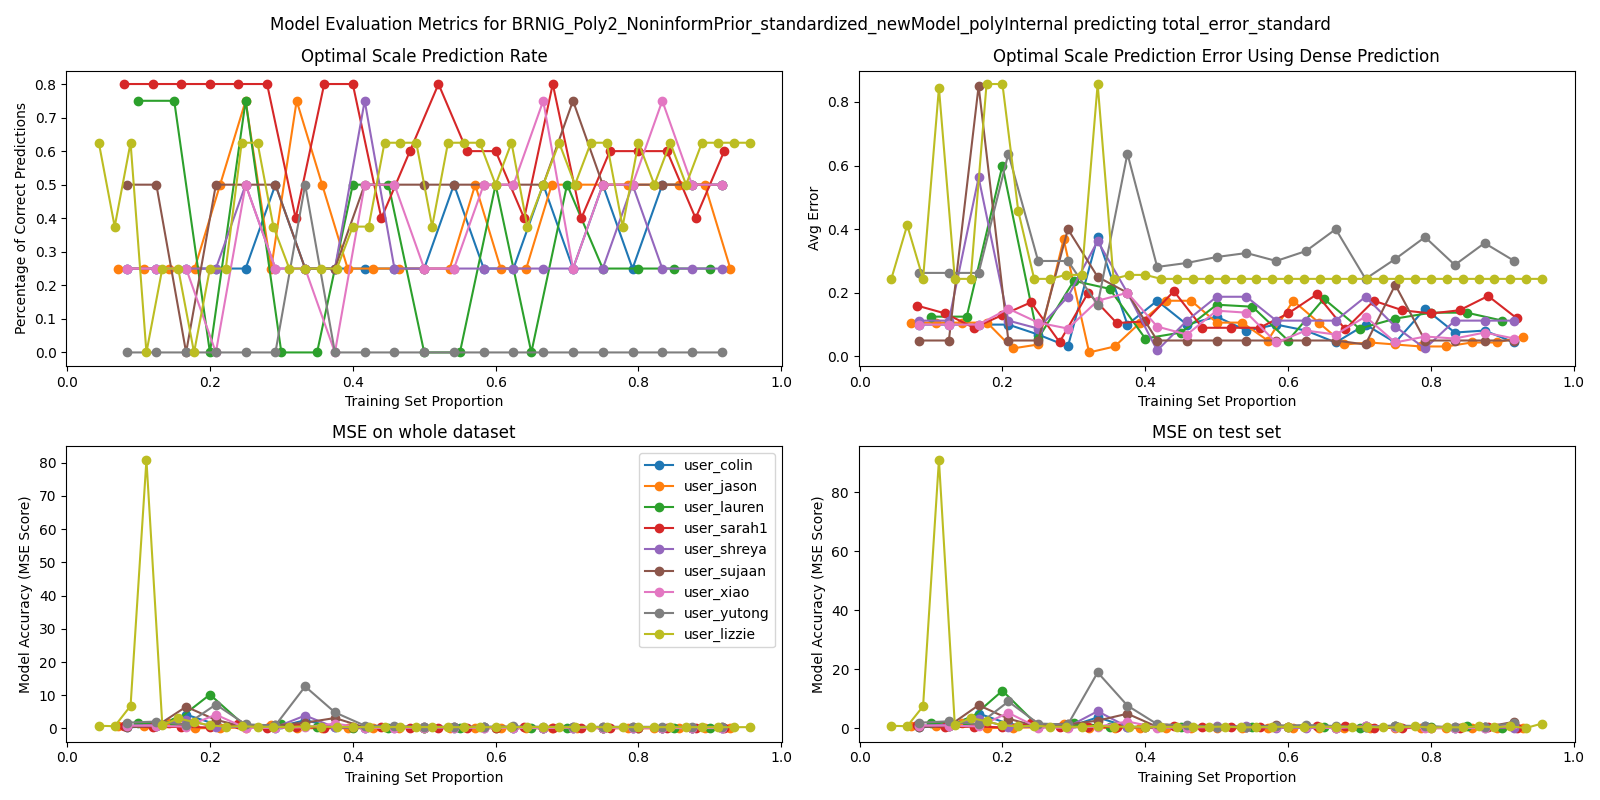 Model Evaluation Metrics for BRNIG_Poly2_NoninformPrior_standardized_newModel_polyInternal predicting total_error_standard
Optimal Scale Prediction Rate
Percentage of Correct Predictions
0.8
0.7
0.6
0.5
0.4
0.3
0.2
0.1
0.0
0.0 0.2 0.4 0.6 0.8 1.0
Training Set Proportion
Optimal Scale Prediction Error Using Dense Prediction
Avg Error
0.8
0.6
0.4
0.2
0.0
0.0 0.2 0.4 0.6 0.8 1.0
Training Set Proportion
MSE on whole dataset
Model Accuracy (MSE Score)
80
70
60
50
40
30
20
10
0
0.0 0.2 0.4 0.6 0.8 1.0
Training Set Proportion
user_colin
user_jason
user_lauren
user_sarah1
user_shreya
user_sujaan
user_xiao
user_yutong
user_lizzie
MSE on test set
Model Accuracy (MSE Score)
80
60
40
20
0
0.0 0.2 0.4 0.6 0.8 1.0
Training Set Proportion